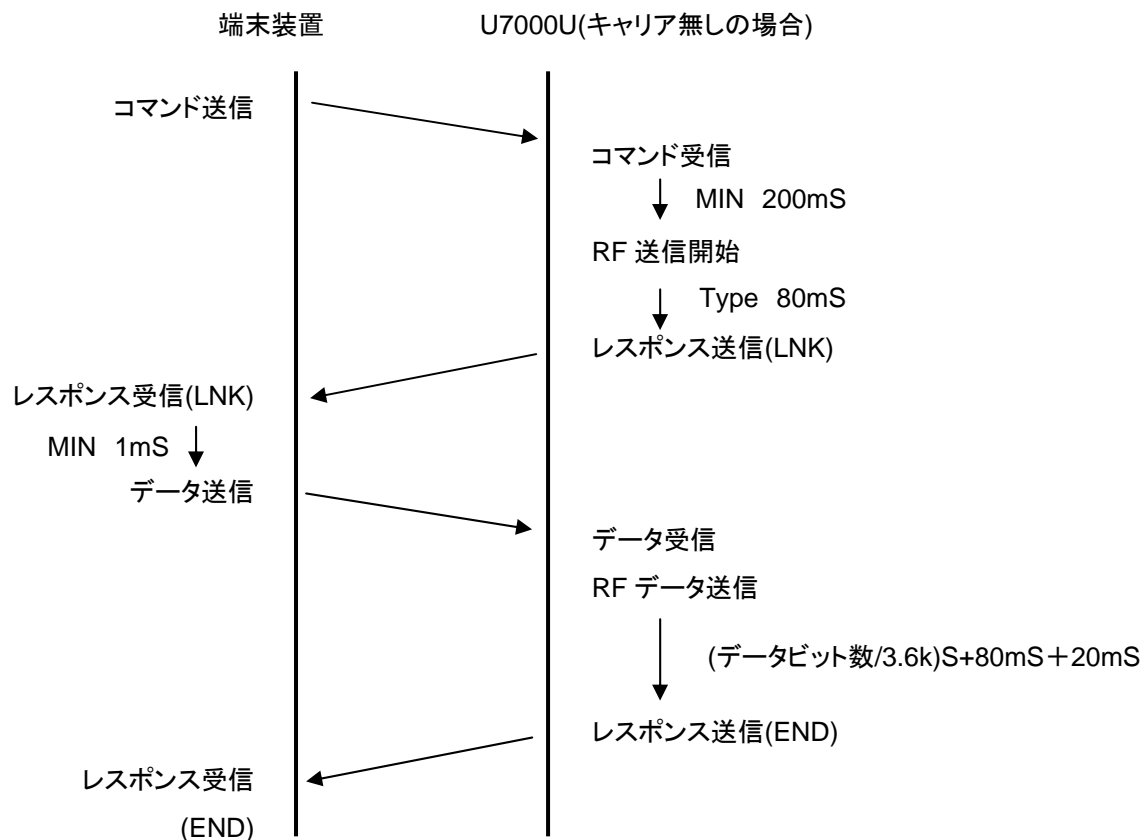 端末装置 U7000U(キャリア無しの場合)
コマンド送信
コマンド受信
MIN 200mS
RF 送信開始
Type 80mS
レスポンス送信(LNK)
レスポンス受信(LNK)
MIN 1mS
データ送信
データ受信
RF データ送信
(データビット数/3.6k)S+80mS＋20mS
レスポンス送信(END)
レスポンス受信
(END)